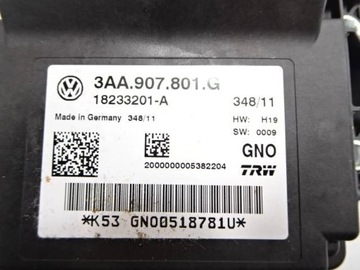 3AA.907.801.G
18233201-A 348/11
Made in Germany 348/11 HW: H19
SW: 0009
GNO
2000000005382204
TRW
*K53 GNO0518781U*